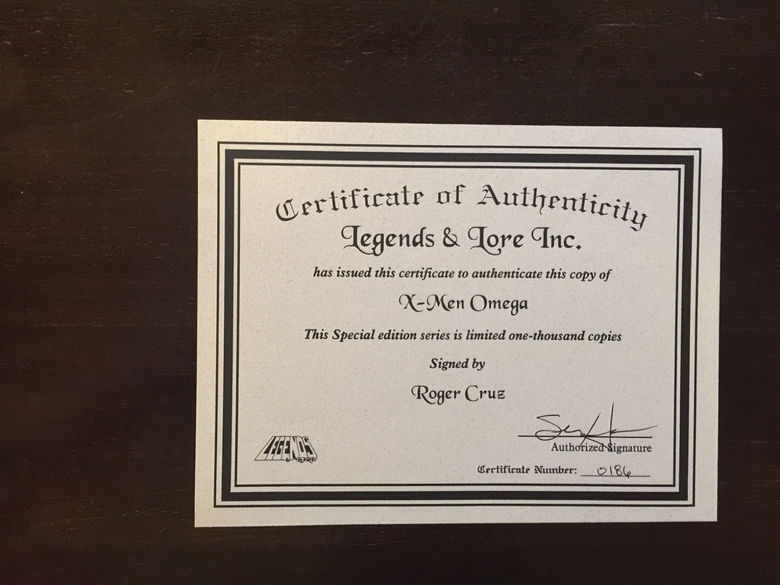 Certificate of Authenticity
Legends & Lore Inc.
has issued this certificate to authenticate this copy of
X-Men Omega
This Special edition series is limited one-thousand copies
Signed by
Roger Cruz
LEGENDS
& LORE
Authorized Signature
Certificate Number: 0186